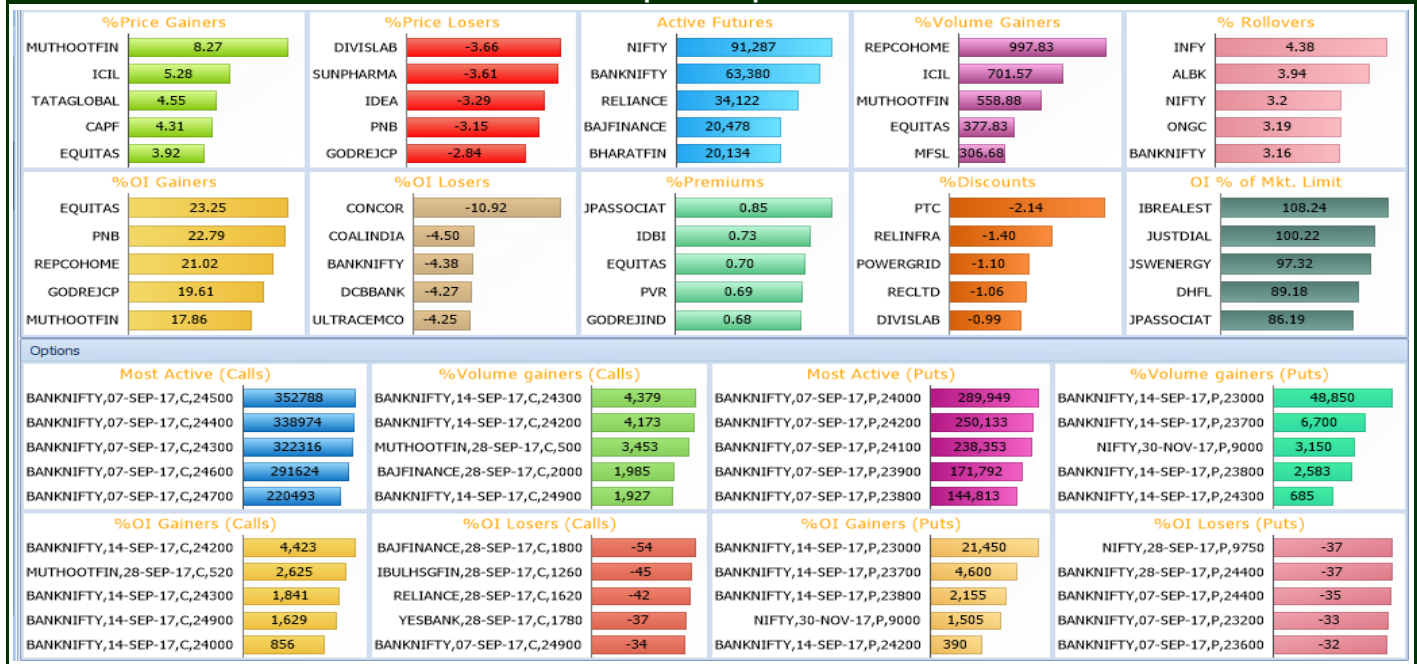 %Price Gainers
MUTHOOTFIN 8.27
ICIL 5.28
TATAGLOBAL 4.55
CAPF 4.31
EQUITAS 3.92
%Price Losers
DIVISLAB -3.66
SUNPHARMA -3.61
IDEA -3.29
PNB -3.15
GODREJCP -2.84
Active Futures
NIFTY 91,287
BANKNIFTY 63,380
RELIANCE 34,122
BAJFINANCE 20,478
BHARATFIN 20,134
%Volume Gainers
REPCOHOME 997.83
ICIL 701.57
MUTHOOTFIN 558.88
EQUITAS 377.83
MFSL 306.68
% Rollovers
INFY 4.38
ALBK 3.94
NIFTY 3.2
ONGC 3.19
BANKNIFTY 3.16
%OI Gainers
EQUITAS 23.25
PNB 22.79
REPCOHOME 21.02
GODREJCP 19.61
MUTHOOTFIN 17.86
%OI Losers
CONCOR -10.92
COALINDIA -4.50
BANKNIFTY -4.38
DCBBANK -4.27
ULTRACEMCO -4.25
%Premiums
JPASSOCIAT 0.85
IDBI 0.73
EQUITAS 0.70
PVR 0.69
GODREJIND 0.68
%Discounts
PTC -2.14
RELINFRA -1.40
POWERGRID -1.10
RECLTD -1.06
DIVISLAB -0.99
OI % of Mkt. Limit
IBREALEST 108.24
JUSTDIAL 100.22
JSWENERGY 97.32
DHFL 89.18
JPASSOCIAT 86.19
Options
Most Active (Calls)
BANKNIFTY,07-SEP-17,C,24500 352788
BANKNIFTY,07-SEP-17,C,24400 338974
BANKNIFTY,07-SEP-17,C,24300 322316
BANKNIFTY,07-SEP-17,C,24600 291624
BANKNIFTY,07-SEP-17,C,24700 220493
%Volume gainers (Calls)
BANKNIFTY,14-SEP-17,C,24300 4,379
BANKNIFTY,14-SEP-17,C,24200 4,173
MUTHOOTFIN,28-SEP-17,C,500 3,453
BAJFINANCE,28-SEP-17,C,2000 1,985
BANKNIFTY,14-SEP-17,C,24900 1,927
Most Active (Puts)
BANKNIFTY,07-SEP-17,P,24000 289,949
BANKNIFTY,07-SEP-17,P,24200 250,133
BANKNIFTY,07-SEP-17,P,24100 238,353
BANKNIFTY,07-SEP-17,P,23900 171,792
BANKNIFTY,07-SEP-17,P,23800 144,813
%Volume gainers (Puts)
BANKNIFTY,14-SEP-17,P,23000 48,850
BANKNIFTY,14-SEP-17,P,23700 6,700
NIFTY,30-NOV-17,P,9000 3,150
BANKNIFTY,14-SEP-17,P,23800 2,583
BANKNIFTY,14-SEP-17,P,24300 685
%OI Gainers (Calls)
BANKNIFTY,14-SEP-17,C,24200 4,423
MUTHOOTFIN,28-SEP-17,C,520 2,625
BANKNIFTY,14-SEP-17,C,24300 1,841
BANKNIFTY,14-SEP-17,C,24900 1,629
BANKNIFTY,14-SEP-17,C,24000 856
%OI Losers (Calls)
BAJFINANCE,28-SEP-17,C,1800 -54
IBULHSGFIN,28-SEP-17,C,1260 -45
RELIANCE,28-SEP-17,C,1620 -42
YESBANK,28-SEP-17,C,1780 -37
BANKNIFTY,07-SEP-17,C,24900 -34
%OI Gainers (Puts)
BANKNIFTY,14-SEP-17,P,23000 21,450
BANKNIFTY,14-SEP-17,P,23700 4,600
BANKNIFTY,14-SEP-17,P,23800 2,155
NIFTY,30-NOV-17,P,9000 1,505
BANKNIFTY,14-SEP-17,P,24200 390
%OI Losers (Puts)
NIFTY,28-SEP-17,P,9750 -37
BANKNIFTY,28-SEP-17,P,24400 -37
BANKNIFTY,07-SEP-17,P,24400 -35
BANKNIFTY,07-SEP-17,P,23200 -33
BANKNIFTY,07-SEP-17,P,23600 -32